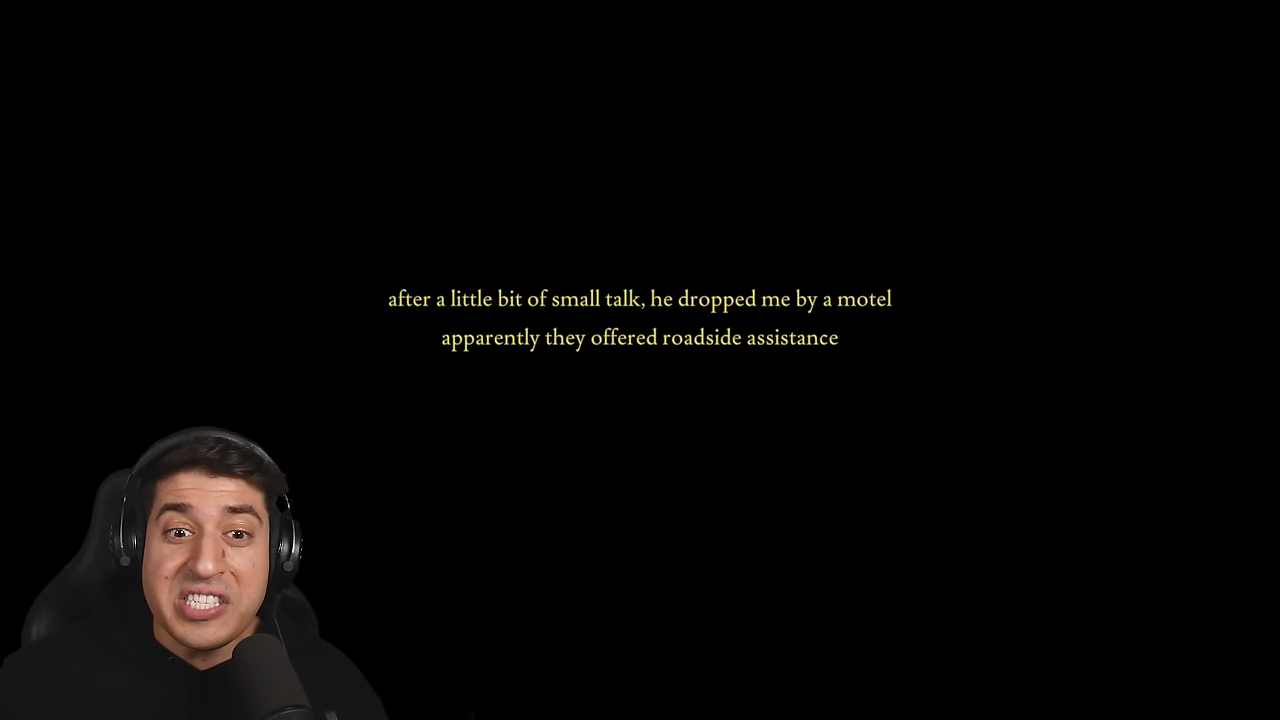 after a little bit of small talk, he dropped me by a motel
apparently they offered roadside assistance